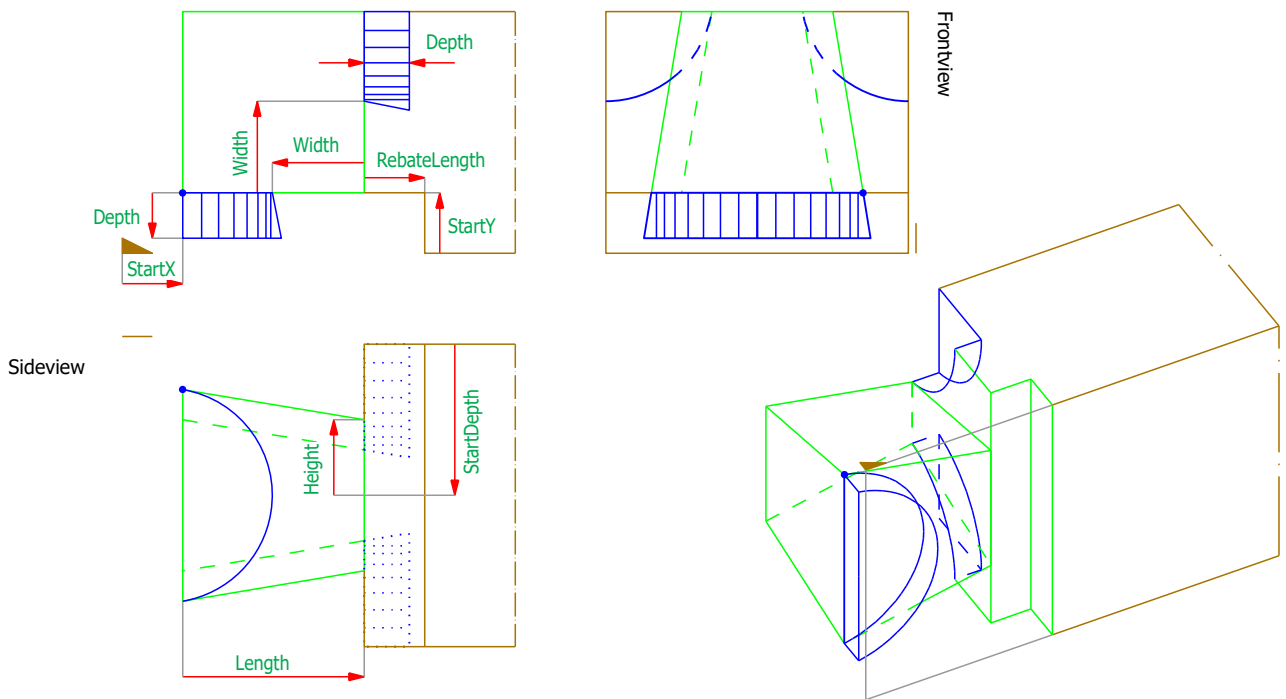 Depth
Frontview
Width
Width
RebateLength
Depth
StartY
StartX
Sideview
StartDepth
Height
Length